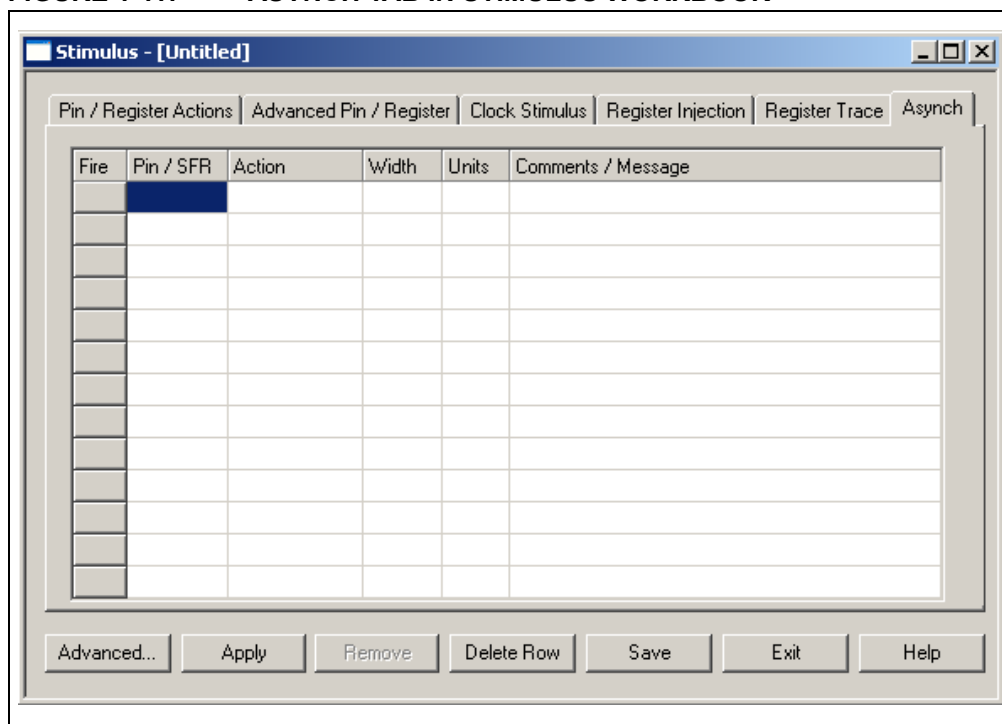 Stimulus - [Untitled]
Pin / Register Actions Advanced Pin / Register Clock Stimulus Register Injection Register Trace Asynch
Fire Pin / SFR Action Width Units Comments / Message
Advanced... Apply Remove Delete Row Save Exit Help